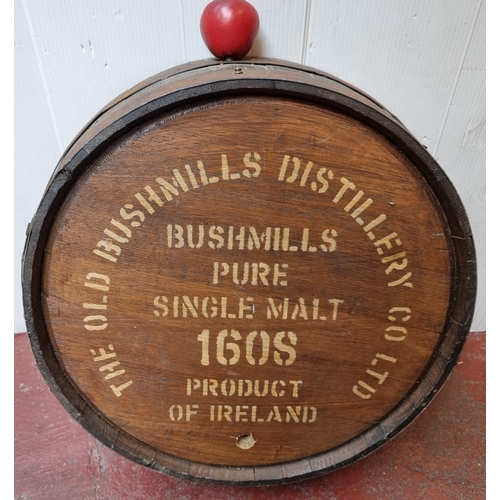 THE OLD BUSHMILLS DISTILLERY CO LTD
BUSHMILLS
PURE
SINGLE MALT
1608
PRODUCT
OF IRELAND